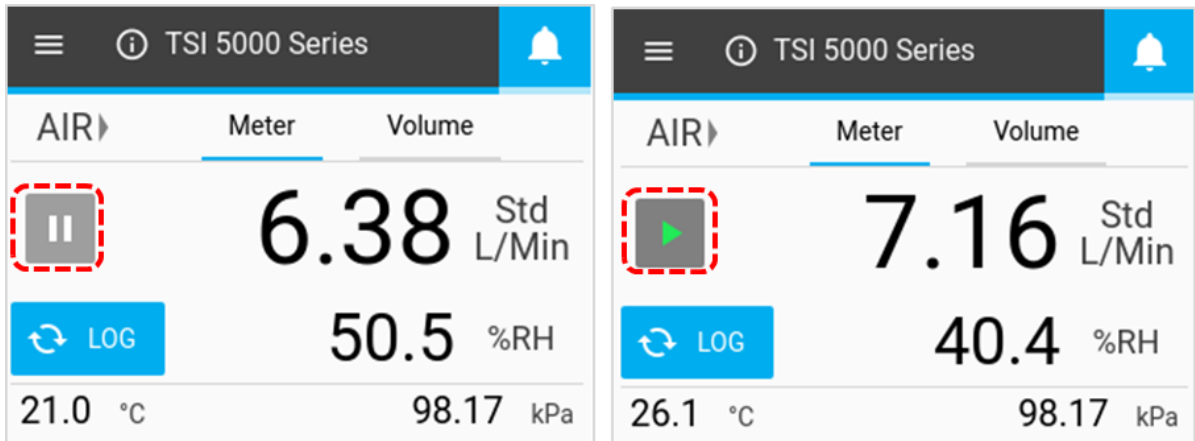 TSI 5000 Series
AIR Meter Volume
6.38 Std L/Min
LOG 50.5 %RH
21.0 °C 98.17 kPa
TSI 5000 Series
AIR Meter Volume
7.16 Std L/Min
LOG 40.4 %RH
26.1 °C 98.17 kPa